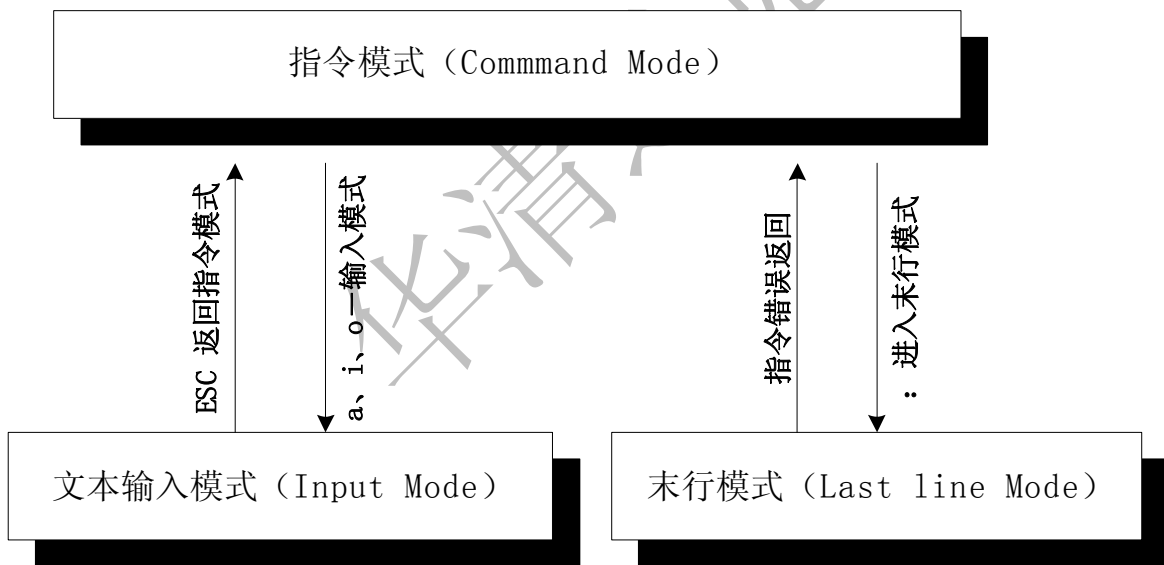 指令模式（Commmand Mode）
ESC 返回指令模式
a、i、o—输入模式
指令错误返回
：进入末行模式
文本输入模式（Input Mode）
末行模式（Last line Mode）
华清